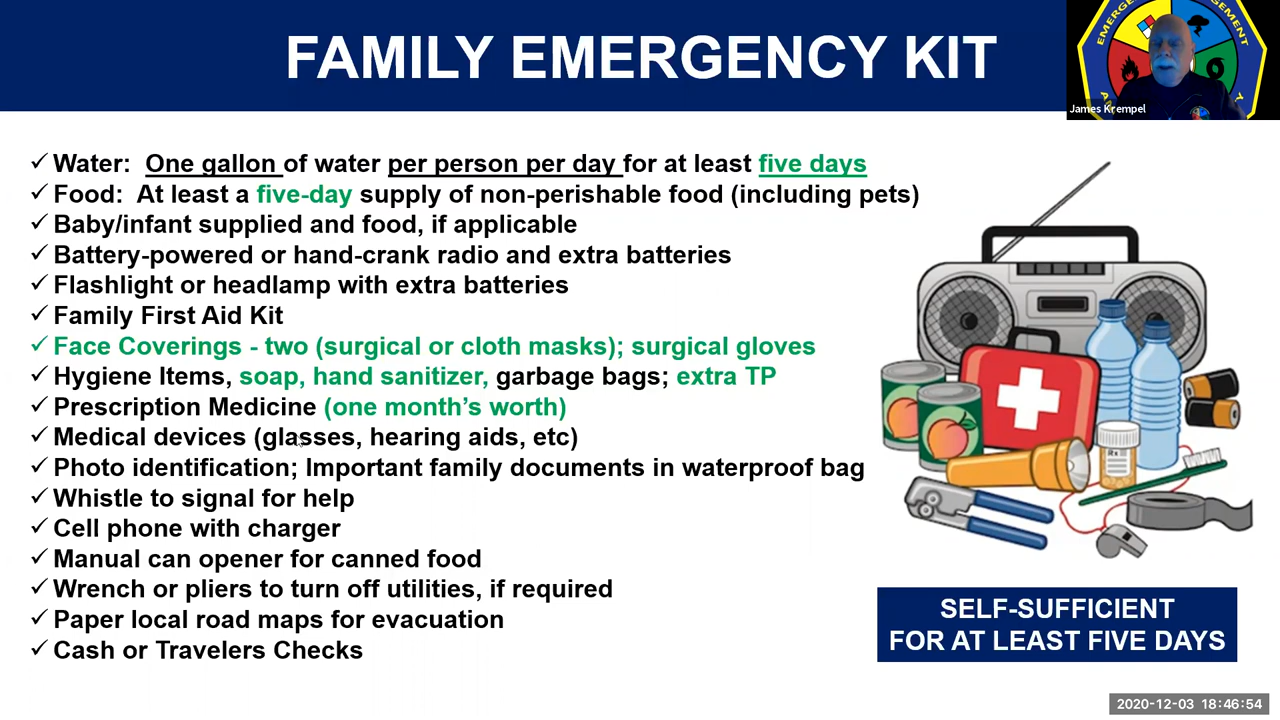 FAMILY EMERGENCY KIT
James Krempel
✓ Water: One gallon of water per person per day for at least five days
✓ Food: At least a five-day supply of non-perishable food (including pets)
✓ Baby/infant supplied and food, if applicable
✓ Battery-powered or hand-crank radio and extra batteries
✓ Flashlight or headlamp with extra batteries
✓ Family First Aid Kit
✓ Face Coverings - two (surgical or cloth masks); surgical gloves
✓ Hygiene Items, soap, hand sanitizer, garbage bags; extra TP
✓ Prescription Medicine (one month's worth)
✓ Medical devices (glasses, hearing aids, etc)
✓ Photo identification; Important family documents in waterproof bag
✓ Whistle to signal for help
✓ Cell phone with charger
✓ Manual can opener for canned food
✓ Wrench or pliers to turn off utilities, if required
✓ Paper local road maps for evacuation
✓ Cash or Travelers Checks
Rx
SELF-SUFFICIENT
FOR AT LEAST FIVE DAYS
2020-12-03 18:46:54